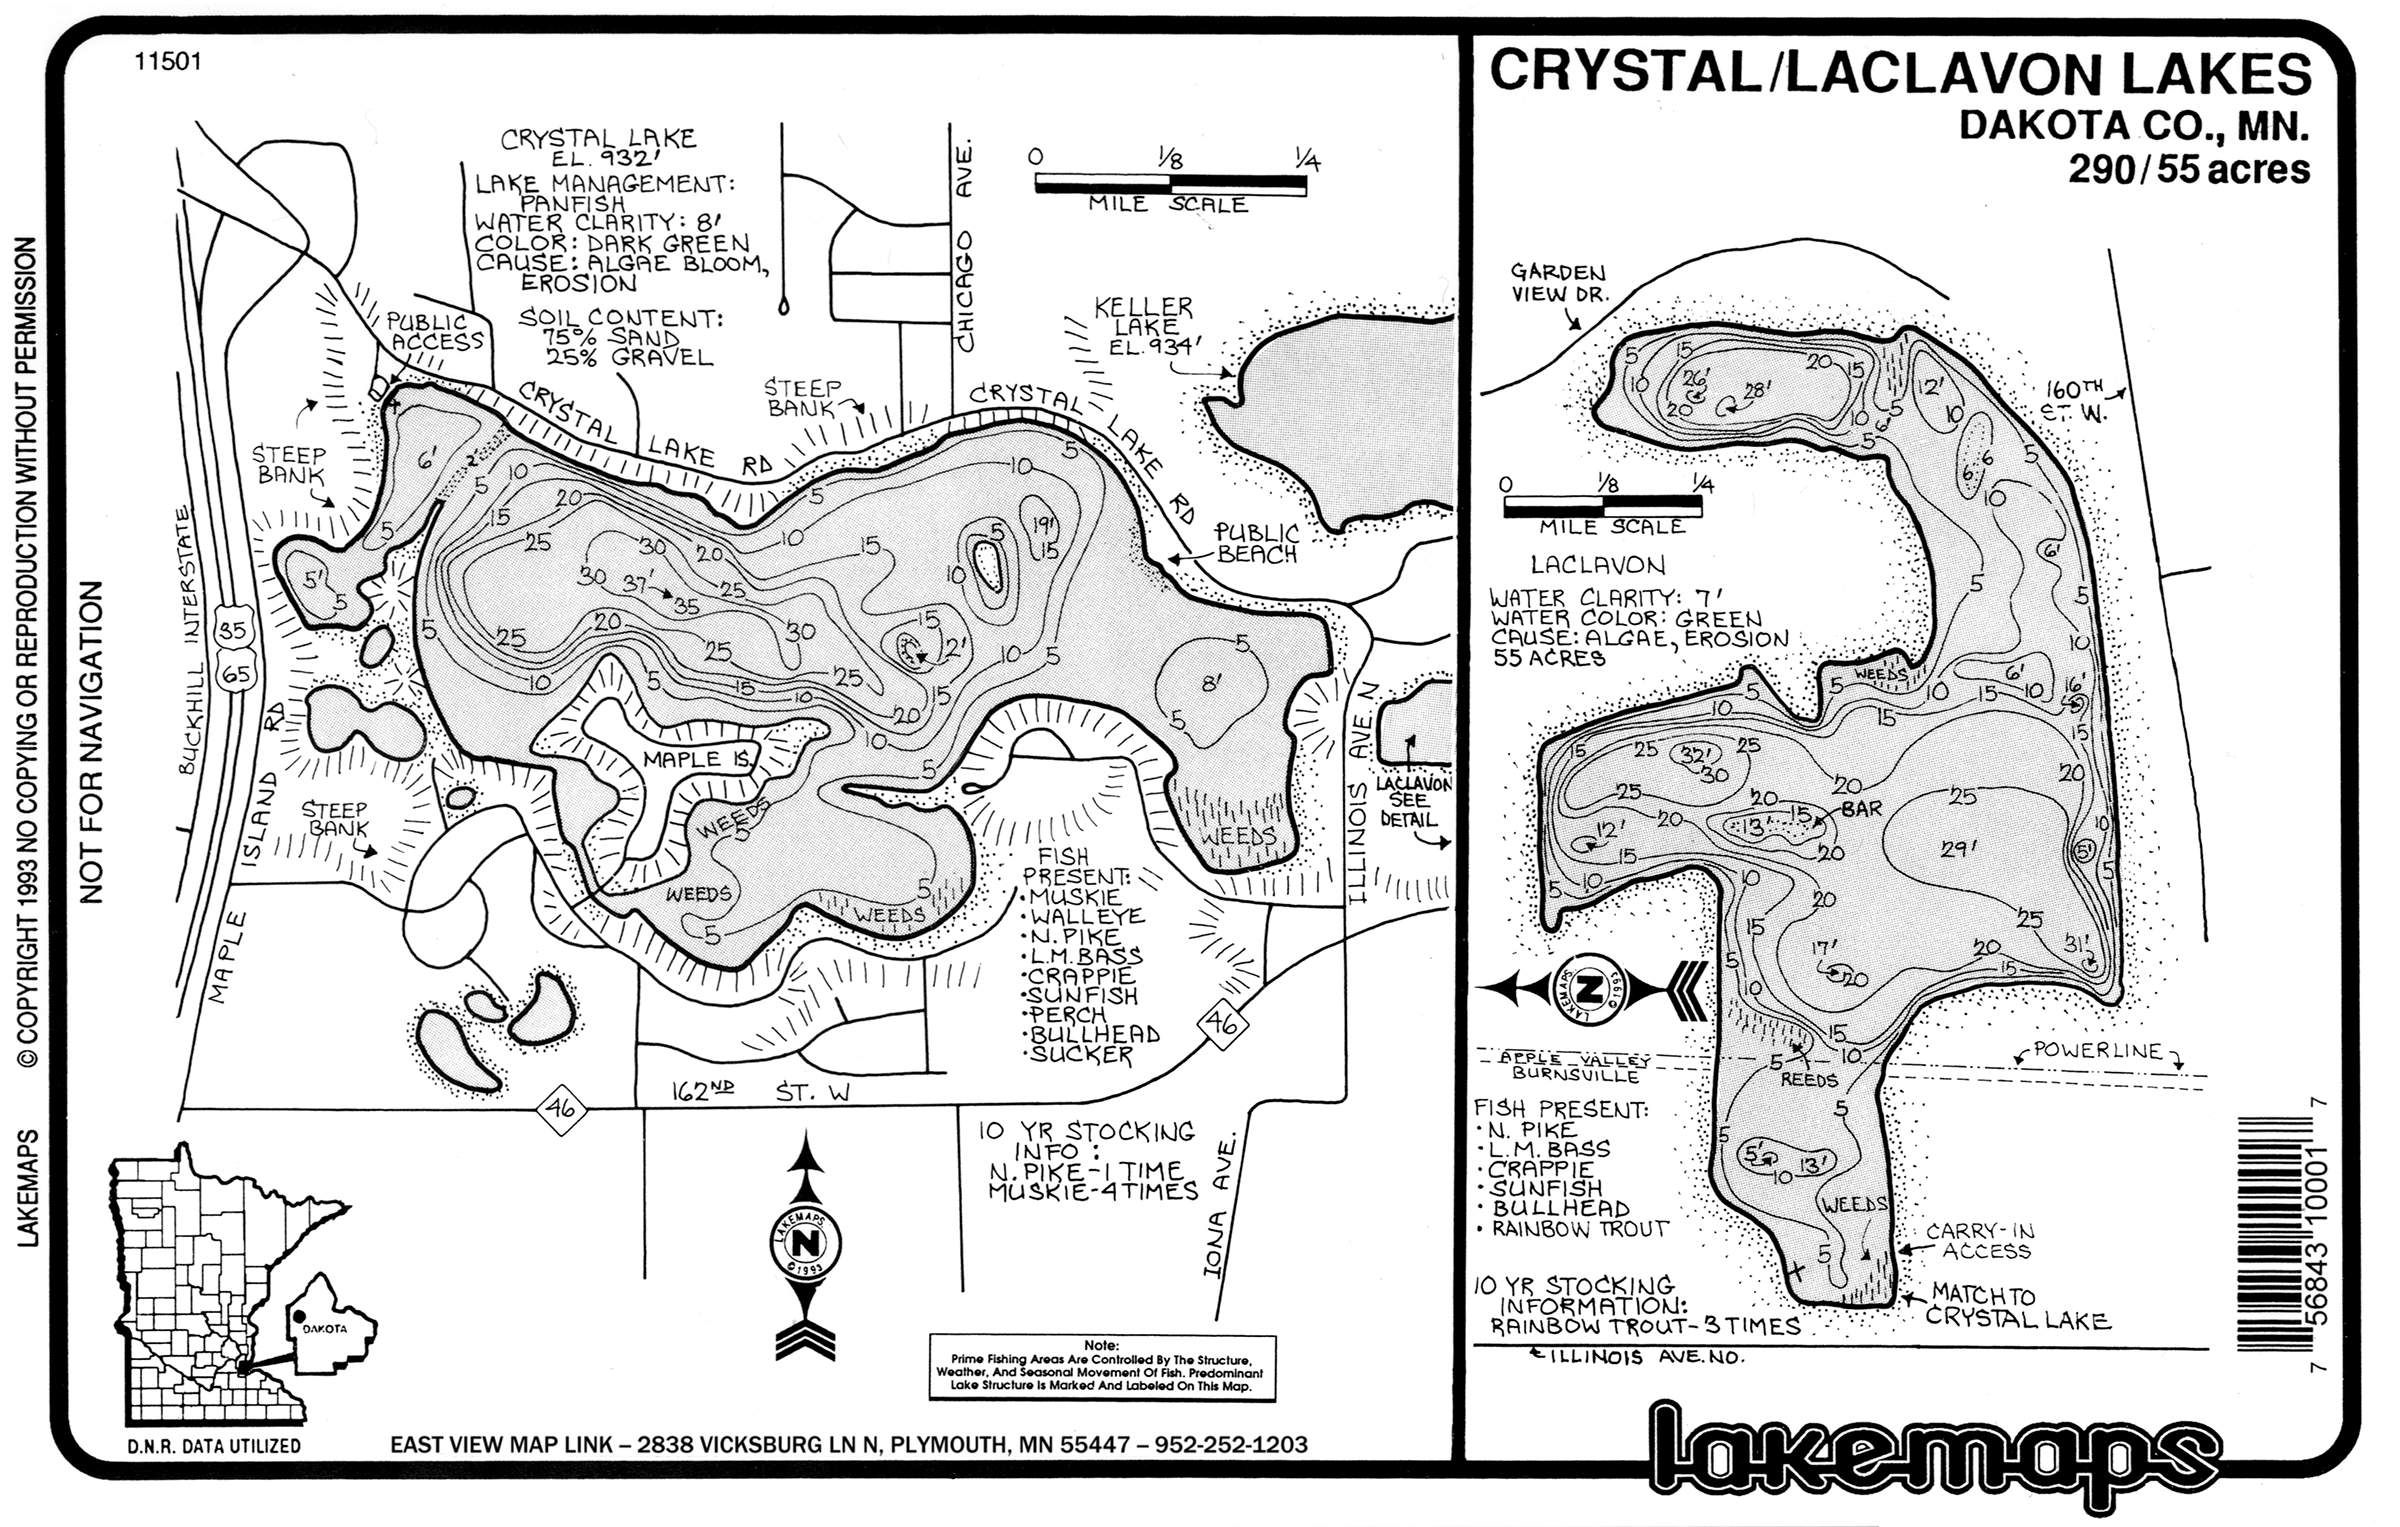 11501
CRYSTAL/LACLAVON LAKES
DAKOTA CO., MN.
290/55 acres
CRYSTAL LAKE
EL. 932'
LAKE MANAGEMENT:
PANFISH
WATER CLARITY: 8'
COLOR: DARK GREEN
CAUSE: ALGAE BLOOM,
EROSION
SOIL CONTENT:
75% SAND
25% GRAVEL
0 1/8 1/4
MILE SCALE
CHICAGO AVE.
KELLER
LAKE
EL. 934'
PUBLIC
ACCESS
STEEP
BANK
STEEP
BANK
CRYSTAL LAKE RD
CRYSTAL LAKE RD
PUBLIC
BEACH
6'
2'
5
10
20
15
5
25
30
20
10
15
5
10
5
19'
15
10
5
5'
5
30
37'
35
25
15
12'
5
25
20
25
30
10
5
15
10
25
15
20
10
10
5
5
8'
5
MAPLE IS.
WEEDS
5
WEEDS
5
5
WEEDS
5
WEEDS
STEEP
BANK
BUCKHILL INTERSTATE
35
65
MAPLE ISLAND RD
ILLINOIS AVE. N
LACLAVON
SEE
DETAIL
FISH
PRESENT:
·MUSKIE
·WALLEYE
·N. PIKE
·L.M. BASS
·CRAPPIE
·SUNFISH
·PERCH
·BULLHEAD
·SUCKER
46
46
162ND ST. W
10 YR STOCKING
INFO:
N. PIKE-1 TIME
MUSKIE-4 TIMES
IONA AVE.
LAKEMAPS
N
©1993
DAKOTA
D.N.R. DATA UTILIZED
Note:
Prime Fishing Areas Are Controlled By The Structure,
Weather, And Seasonal Movement Of Fish. Predominant
Lake Structure Is Marked And Labeled On This Map.
EAST VIEW MAP LINK – 2838 VICKSBURG LN N, PLYMOUTH, MN 55447 – 952-252-1203
NOT FOR NAVIGATION
LAKEMAPS © COPYRIGHT 1993 NO COPYING OR REPRODUCTION WITHOUT PERMISSION
GARDEN
VIEW DR.
160TH
ST. W.
5
15
20
15
10
26'
28'
20
10
5
6'
5
12'
10
6
6
5
10
6'
5
5
10
0 1/8 1/4
MILE SCALE
LACLAVON
WATER CLARITY: 7'
WATER COLOR: GREEN
CAUSE: ALGAE, EROSION
55 ACRES
WEEDS
5
5
10
10
15
15
6'
10
16'
15
15
25
32'
25
30
20
20
25
25
20
20
15
13'
BAR
20
12'
15
29'
10
5'
5
5
10
10
20
15
25
5
17'
20
20
15
31'
10
15
10
LAKEMAPS
N
©1993
APPLE VALLEY
BURNSVILLE
5
REEDS
POWERLINE
FISH PRESENT:
· N. PIKE
· L.M. BASS
· CRAPPIE
· SUNFISH
· BULLHEAD
· RAINBOW TROUT
5
5
5
13'
10
WEEDS
5
CARRY-IN
ACCESS
MATCH TO
CRYSTAL LAKE
10 YR STOCKING
INFORMATION:
RAINBOW TROUT-3 TIMES
ILLINOIS AVE. NO.
7 56843 10001 7
lakemaps